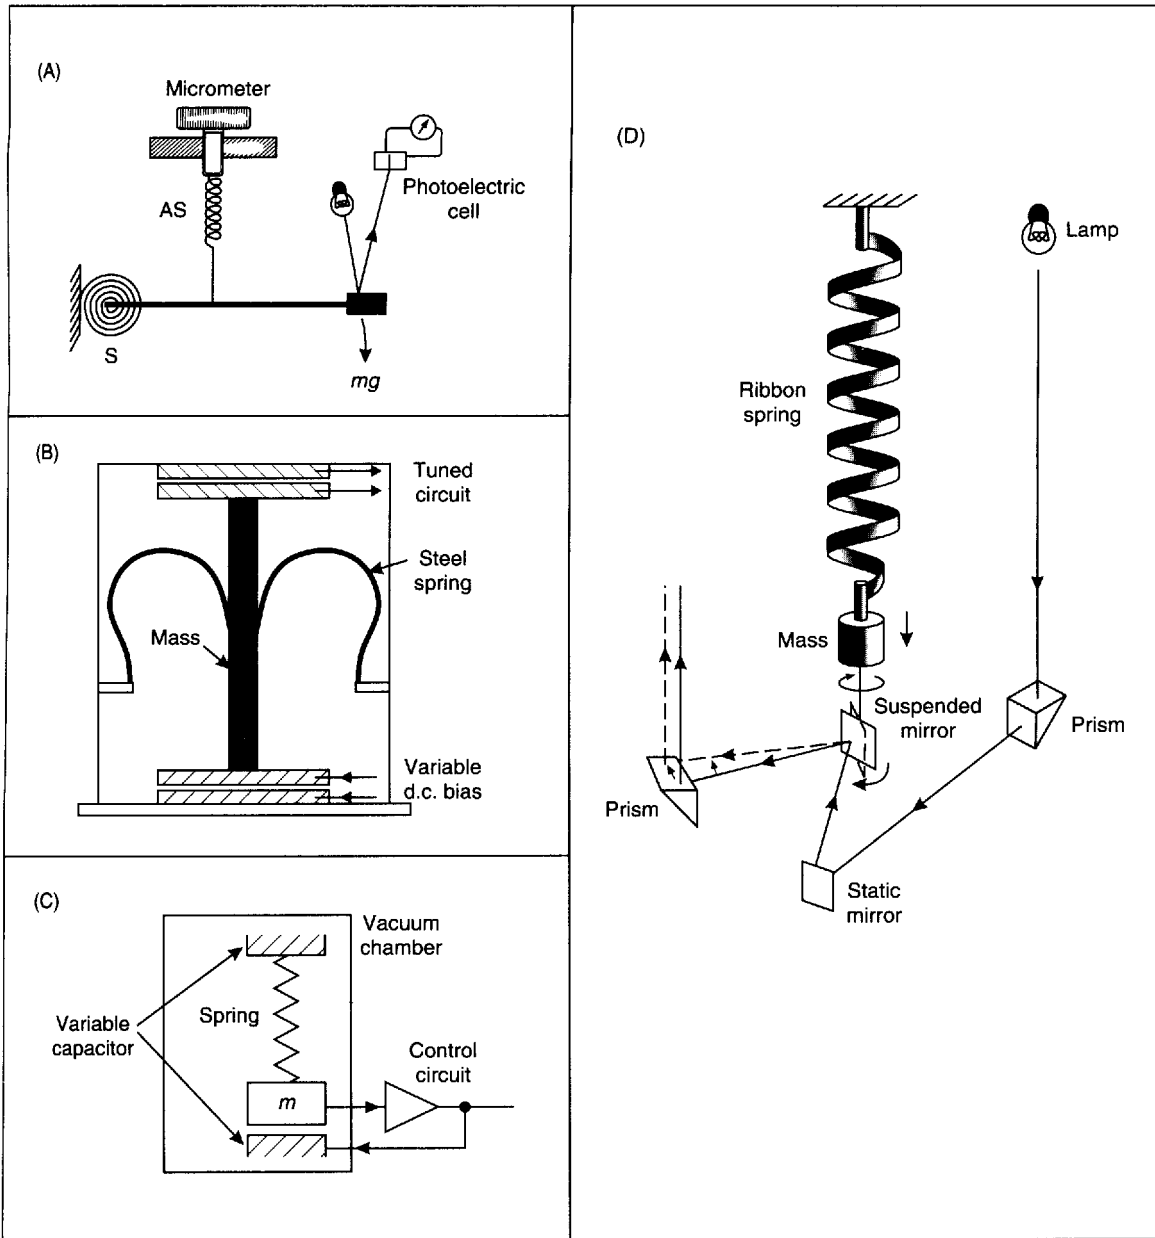 (A)
Micrometer
AS
Photoelectric
cell
S
mg
(B)
Tuned
circuit
Steel
spring
Mass
Variable
d.c. bias
(C)
Vacuum
chamber
Spring
Variable
capacitor
Control
circuit
m
(D)
Lamp
Ribbon
spring
Mass
Suspended
mirror
Prism
Prism
Static
mirror